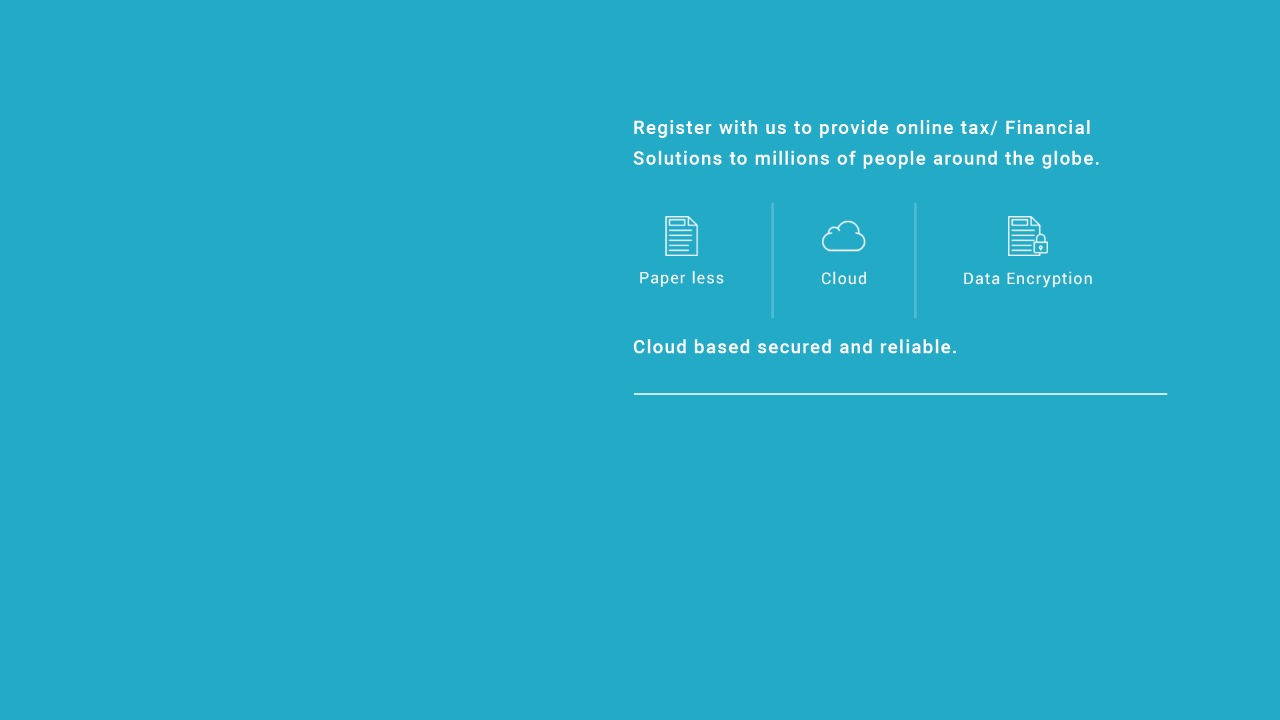 Register with us to provide online tax/ Financial
Solutions to millions of people around the globe.
Paper less
Cloud
Data Encryption
Cloud based secured and reliable.